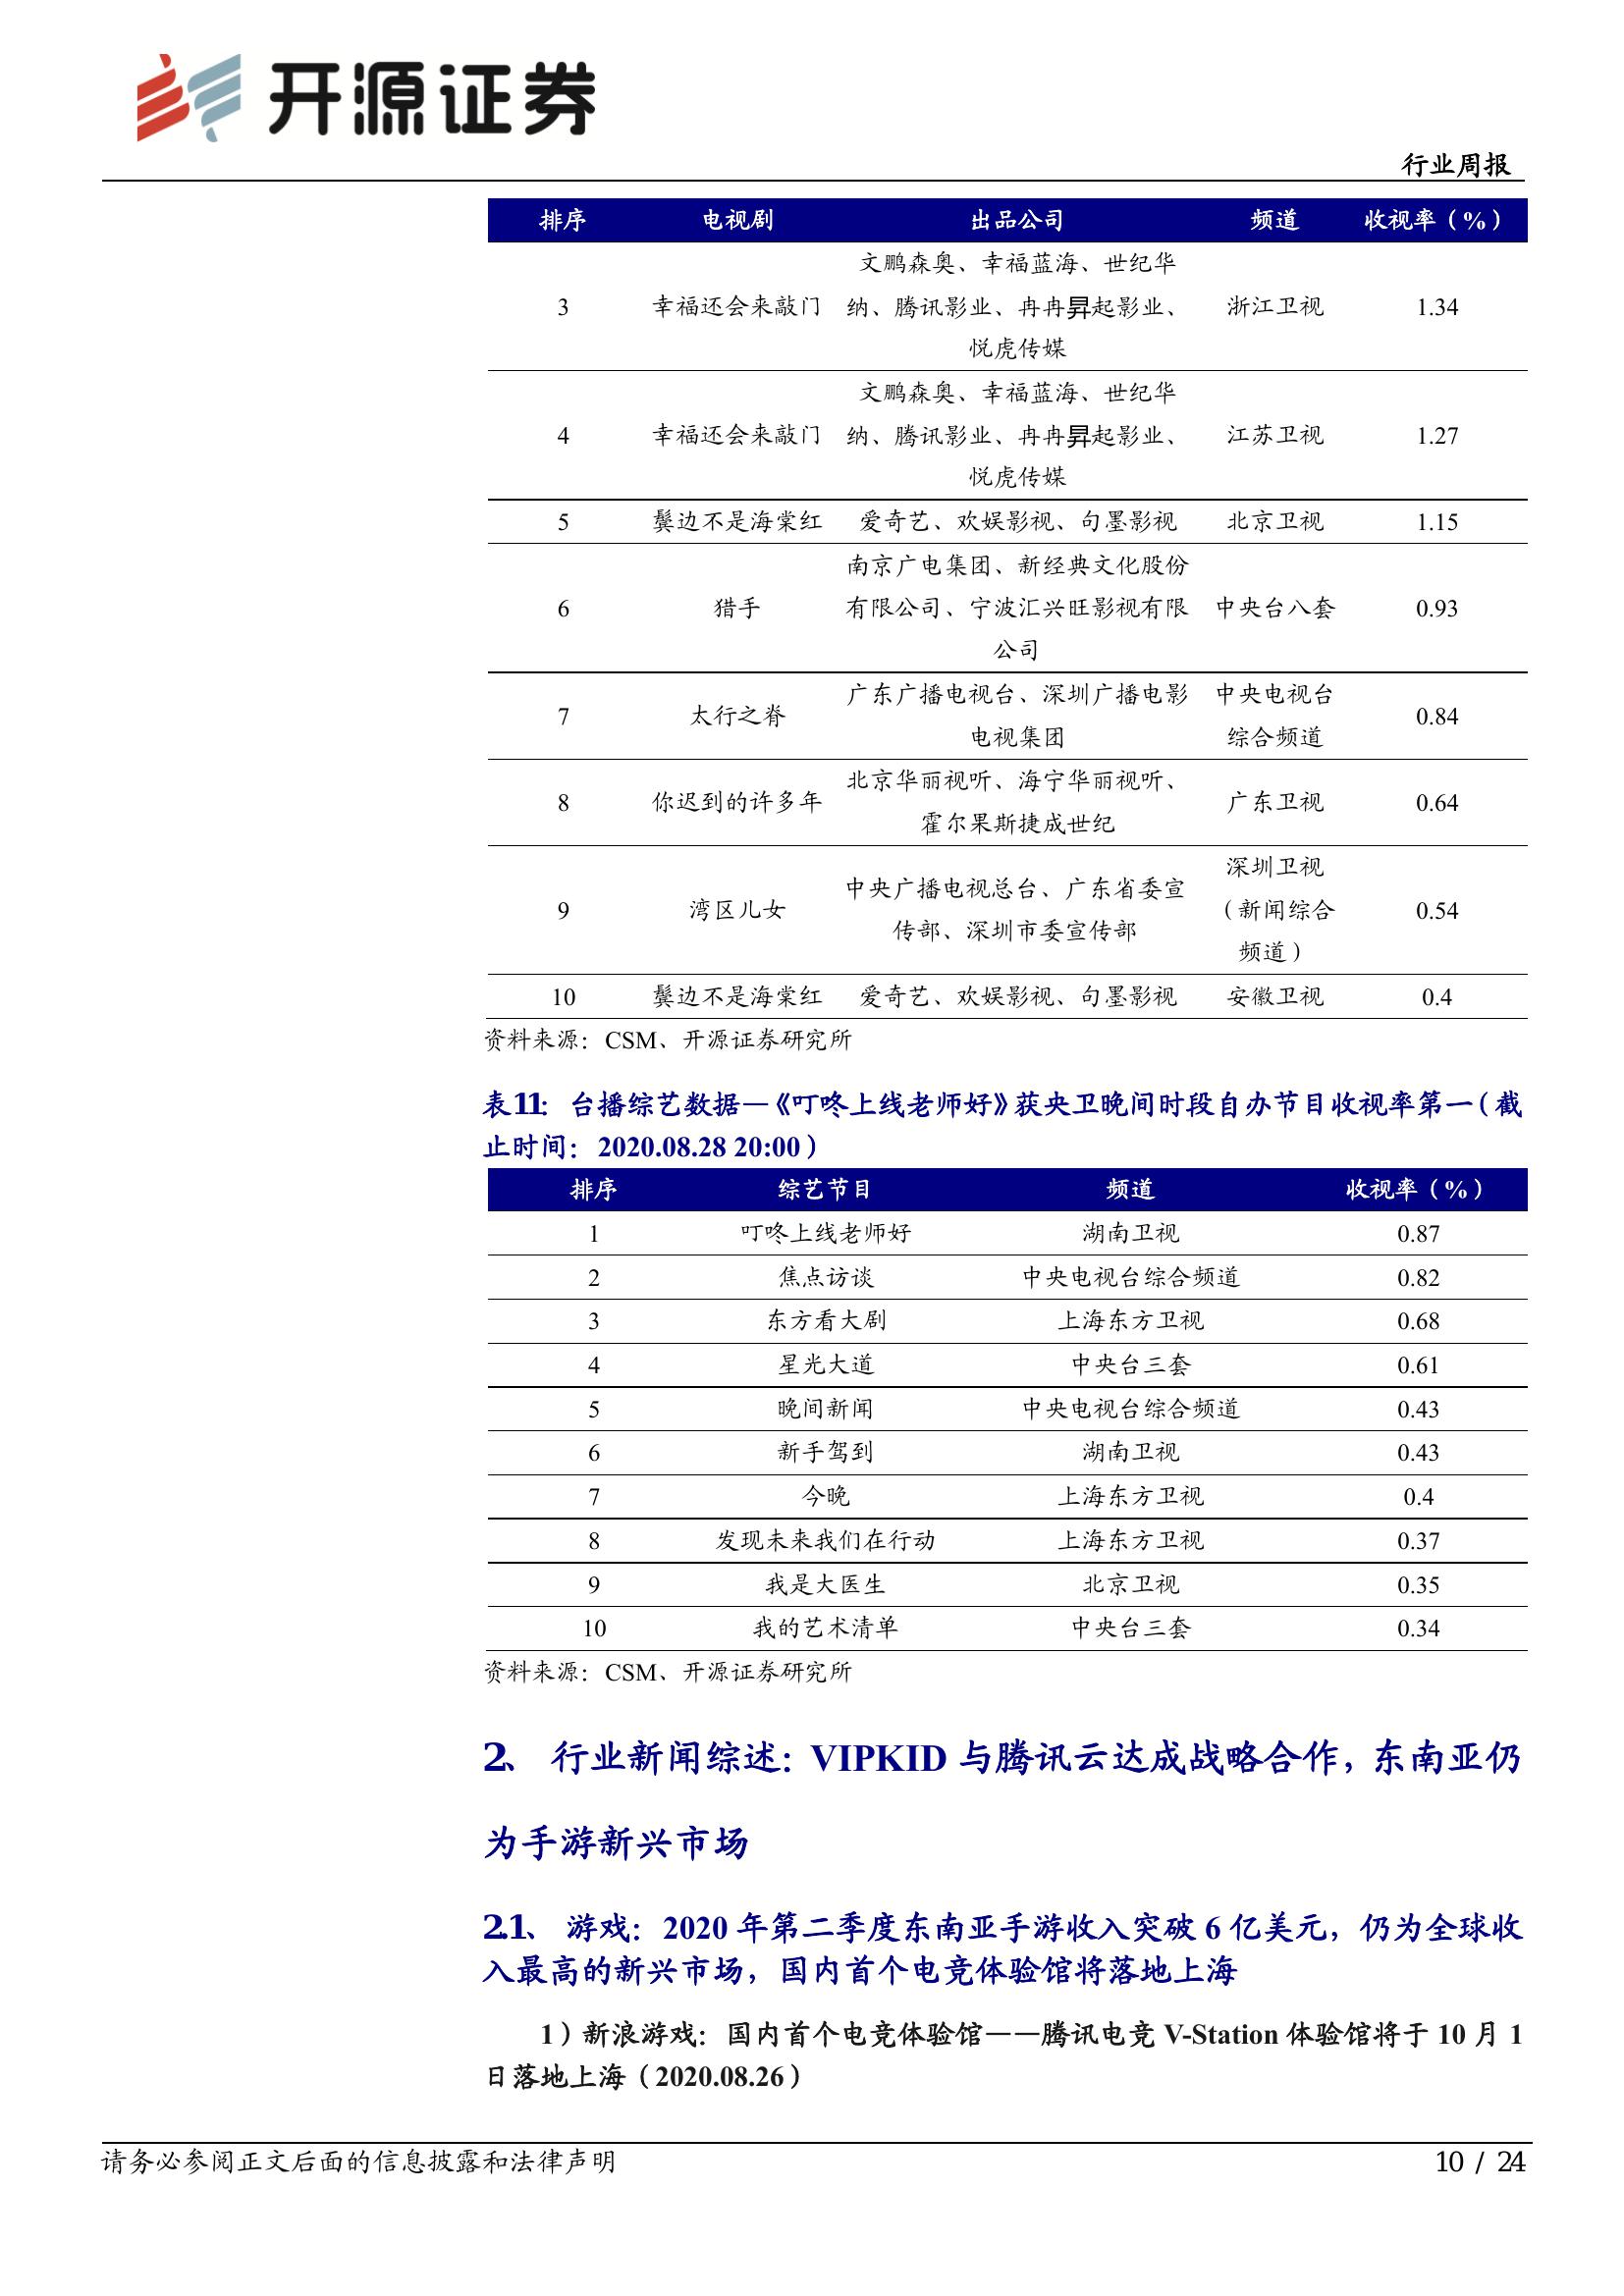 开源证券
行业周报
排序 电视剧 出品公司 频道 收视率（%）
文鹏森奥、幸福蓝海、世纪华
3 幸福还会来敲门 纳、腾讯影业、冉冉昇起影业、 浙江卫视 1.34
悦虎传媒
文鹏森奥、幸福蓝海、世纪华
4 幸福还会来敲门 纳、腾讯影业、冉冉昇起影业、 江苏卫视 1.27
悦虎传媒
5 鬓边不是海棠红 爱奇艺、欢娱影视、句墨影视 北京卫视 1.15
南京广电集团、新经典文化股份
6 猎手 有限公司、宁波汇兴旺影视有限 中央台八套 0.93
公司
广东广播电视台、深圳广播电影 中央电视台
7 太行之脊 0.84
电视集团 综合频道
北京华丽视听、海宁华丽视听、
8 你迟到的许多年 广东卫视 0.64
霍尔果斯捷成世纪
深圳卫视
中央广播电视总台、广东省委宣
9 湾区儿女 （新闻综合 0.54
传部、深圳市委宣传部
频道）
10 鬓边不是海棠红 爱奇艺、欢娱影视、句墨影视 安徽卫视 0.4
资料来源：CSM、开源证券研究所
表11：台播综艺数据—《叮咚上线老师好》获央卫晚间时段自办节目收视率第一（截
止时间：2020.08.28 20:00）
排序 综艺节目 频道 收视率（%）
1 叮咚上线老师好 湖南卫视 0.87
2 焦点访谈 中央电视台综合频道 0.82
3 东方看大剧 上海东方卫视 0.68
4 星光大道 中央台三套 0.61
5 晚间新闻 中央电视台综合频道 0.43
6 新手驾到 湖南卫视 0.43
7 今晚 上海东方卫视 0.4
8 发现未来我们在行动 上海东方卫视 0.37
9 我是大医生 北京卫视 0.35
10 我的艺术清单 中央台三套 0.34
资料来源：CSM、开源证券研究所
2、 行业新闻综述：VIPKID 与腾讯云达成战略合作，东南亚仍
为手游新兴市场
2.1、 游戏：2020 年第二季度东南亚手游收入突破 6 亿美元，仍为全球收
入最高的新兴市场，国内首个电竞体验馆将落地上海
1）新浪游戏：国内首个电竞体验馆——腾讯电竞 V-Station 体验馆将于 10 月 1
日落地上海（2020.08.26）
请务必参阅正文后面的信息披露和法律声明 10 / 24